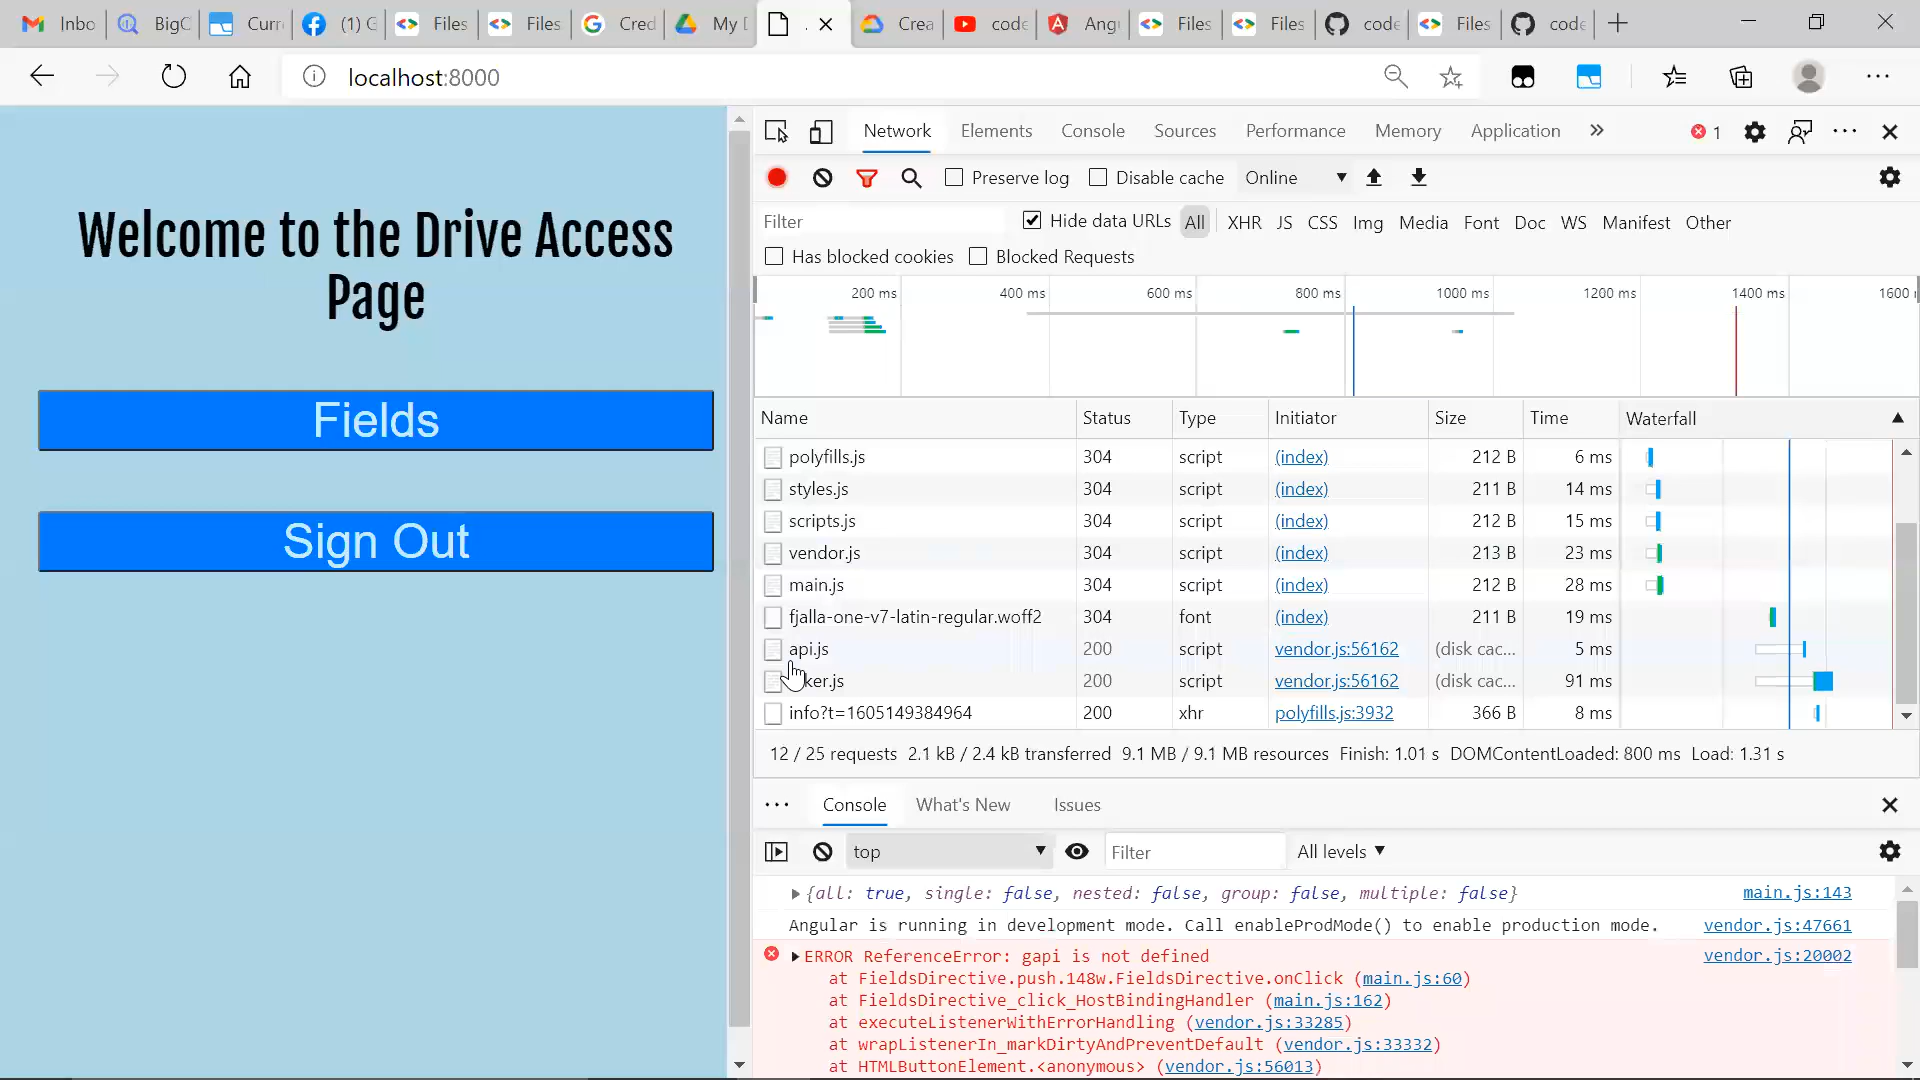 Inbo BigC Curre (1) G Files Files Cred My D . Crea code Angu Files Files code Files code
localhost:8000
Welcome to the Drive Access
Page
Fields
Sign Out
Network Elements Console Sources Performance Memory Application 1
Preserve log Disable cache Online
Filter Hide data URLs All XHR JS CSS Img Media Font Doc WS Manifest Other
Has blocked cookies Blocked Requests
200 ms 400 ms 600 ms 800 ms 1000 ms 1200 ms 1400 ms 1600
Name Status Type Initiator Size Time Waterfall
polyfills.js 304 script (index) 212 B 6 ms
styles.js 304 script (index) 211 B 14 ms
scripts.js 304 script (index) 212 B 15 ms
vendor.js 304 script (index) 213 B 23 ms
main.js 304 script (index) 212 B 28 ms
fjalla-one-v7-latin-regular.woff2 304 font (index) 211 B 19 ms
api.js 200 script vendor.js:56162 (disk cac... 5 ms
ker.js 200 script vendor.js:56162 (disk cac... 91 ms
info?t=1605149384964 200 xhr polyfills.js:3932 366 B 8 ms
12 / 25 requests 2.1 kB / 2.4 kB transferred 9.1 MB / 9.1 MB resources Finish: 1.01 s DOMContentLoaded: 800 ms Load: 1.31 s
Console What's New Issues
top Filter All levels
{all: true, single: false, nested: false, group: false, multiple: false} main.js:143
Angular is running in development mode. Call enableProdMode() to enable production mode. vendor.js:47661
ERROR ReferenceError: gapi is not defined vendor.js:20002
at FieldsDirective.push.148w.FieldsDirective.onClick (main.js:60)
at FieldsDirective_click_HostBindingHandler (main.js:162)
at executeListenerWithErrorHandling (vendor.js:33285)
at wrapListenerIn_markDirtyAndPreventDefault (vendor.js:33332)
at HTMLButtonElement.<anonymous> (vendor.js:56013)